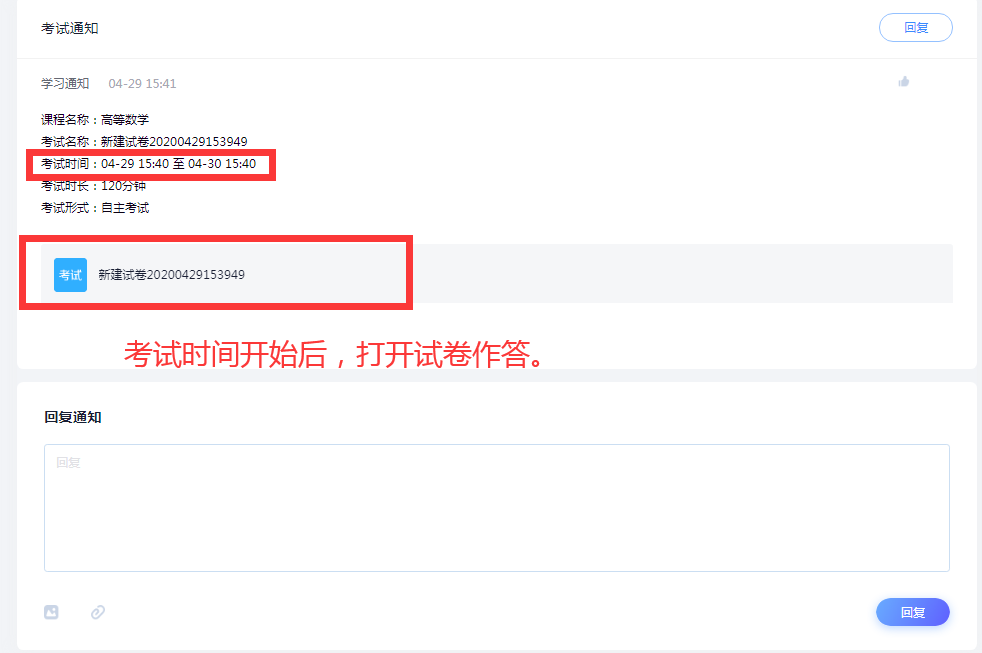 考试通知
回复
学习通知 04-29 15:41
课程名称：高等数学
考试名称：新建试卷20200429153949
考试时间：04-29 15:40 至 04-30 15:40
考试时长：120分钟
考试形式：自主考试
考试 新建试卷20200429153949
考试时间开始后，打开试卷作答。
回复通知
回复
回复